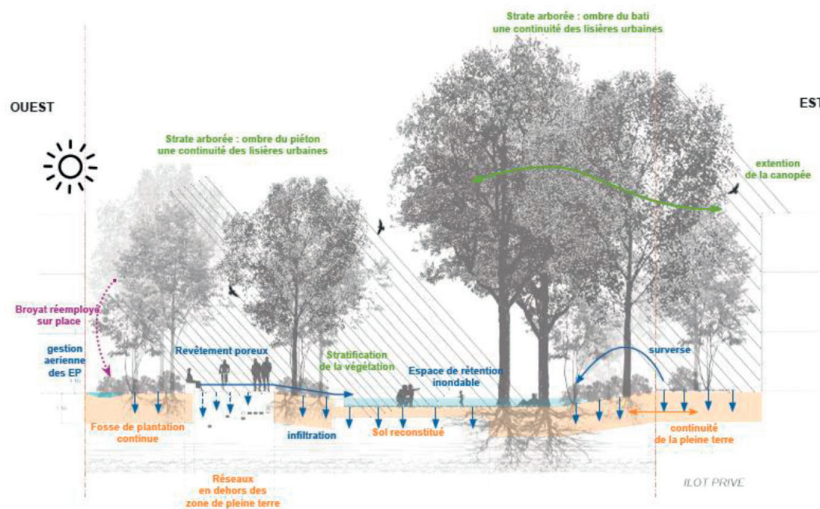 Strate arborée : ombre du bati
une continuité des lisières urbaines
OUEST
EST
Strate arborée : ombre du piéton
une continuité des lisières urbaines
extention
de la canopée
Broyat réemployé
sur place
gestion
aerienne
des EP
Revêtement poreux
Stratification
de la végétation
Espace de rétention
inondable
surverse
Fosse de plantation
continue
infiltration
Sol reconstitué
continuité
de la pleine terre
Réseaux
en dehors des
zone de pleine terre
ILOT PRIVE